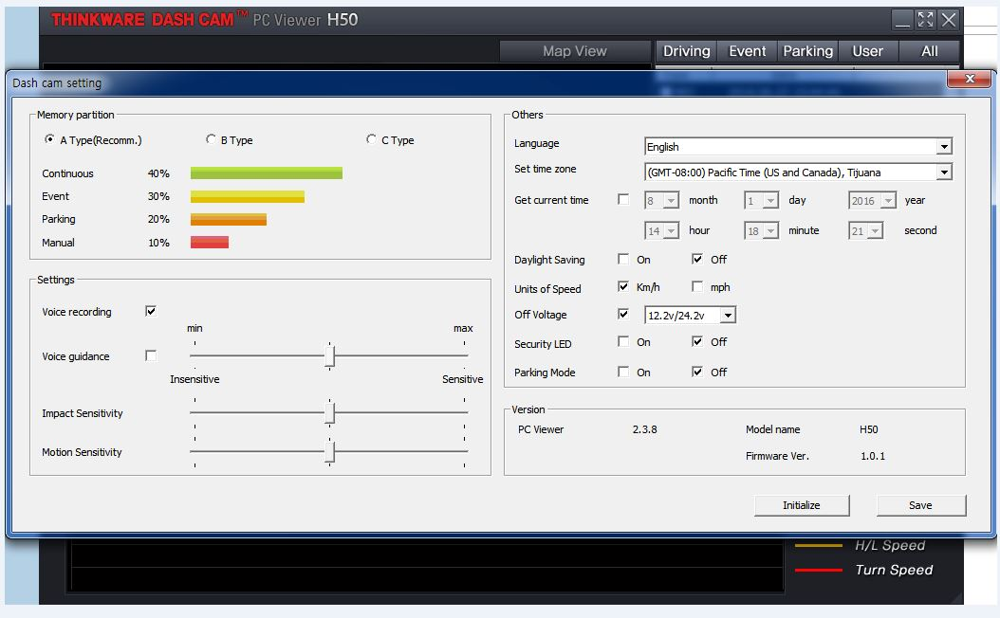 THINKWARE DASH CAM™ PC Viewer H50
Map View
Driving Event Parking User All
Dash cam setting
Memory partition
A Type(Recomm.) B Type C Type
Continuous 40%
Event 30%
Parking 20%
Manual 10%
Settings
Voice recording
min max
Voice guidance
Insensitive Sensitive
Impact Sensitivity
Motion Sensitivity
Others
Language English
Set time zone (GMT-08:00) Pacific Time (US and Canada), Tijuana
Get current time 8 month 1 day 2016 year
14 hour 18 minute 21 second
Daylight Saving On Off
Units of Speed Km/h mph
Off Voltage 12.2v/24.2v
Security LED On Off
Parking Mode On Off
Version
PC Viewer 2.3.8 Model name H50
Firmware Ver. 1.0.1
Initialize Save
H/L Speed
Turn Speed